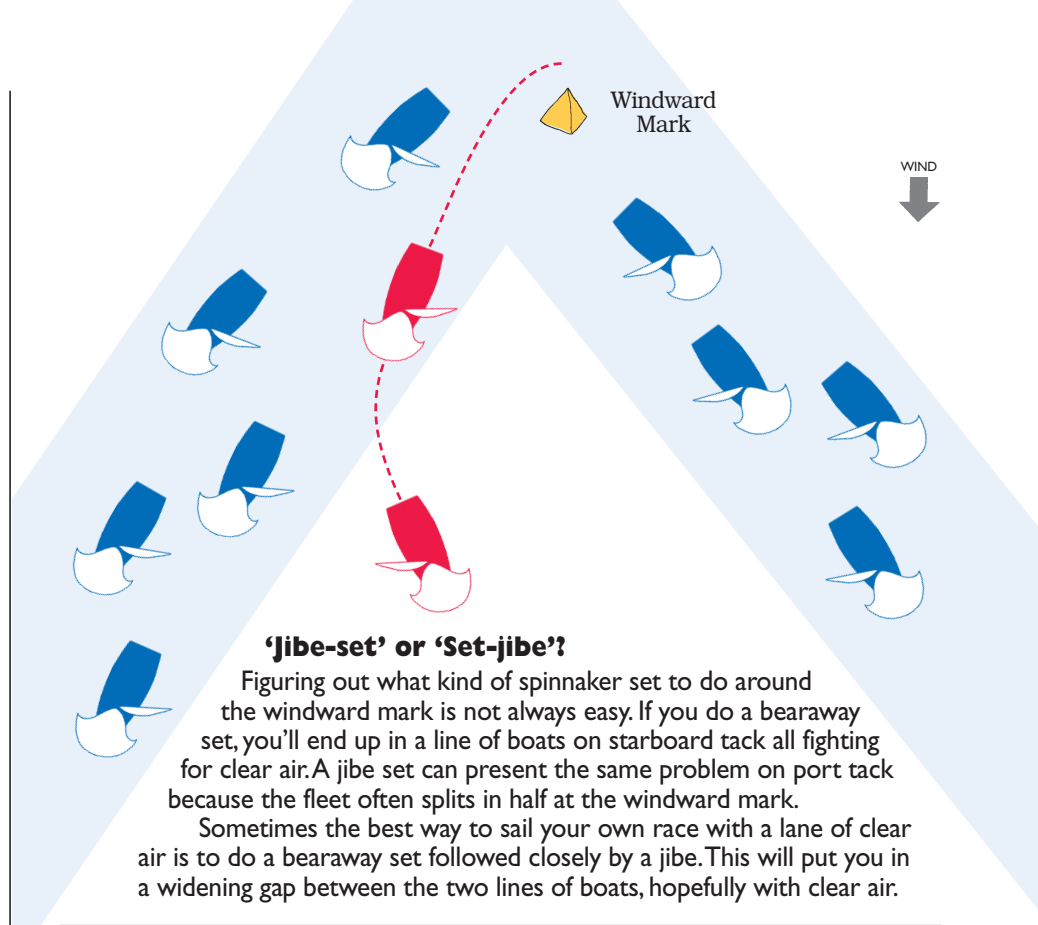 Windward
Mark
WIND
‘Jibe-set’ or ‘Set-jibe’?
Figuring out what kind of spinnaker set to do around
the windward mark is not always easy. If you do a bearaway
set, you’ll end up in a line of boats on starboard tack all fighting
for clear air. A jibe set can present the same problem on port tack
because the fleet often splits in half at the windward mark.
Sometimes the best way to sail your own race with a lane of clear
air is to do a bearaway set followed closely by a jibe. This will put you in
a widening gap between the two lines of boats, hopefully with clear air.